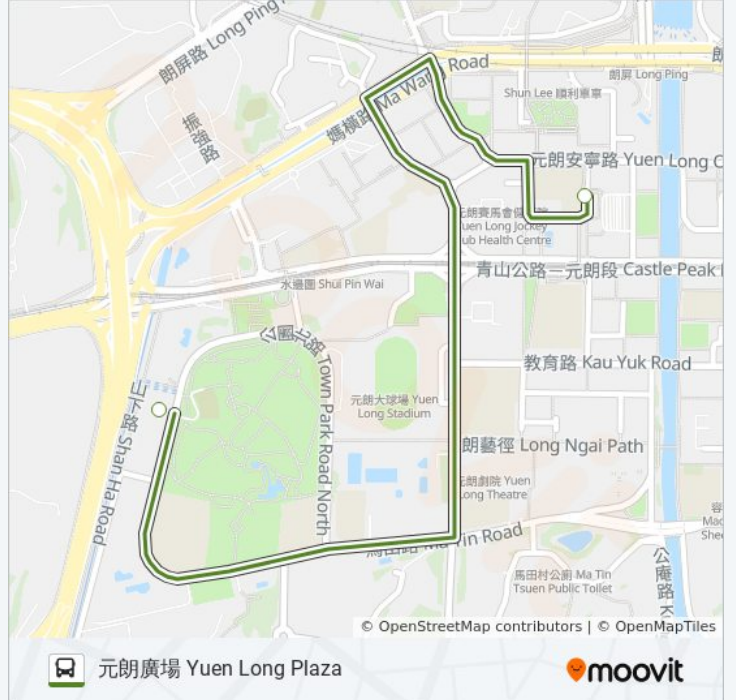 朗屏路 Long Ping
朗
媽橫路 Ma Wang Road
朗屏 Long Ping
Shun Lee 順利惠寧
振強路
元朗安寧路 Yuen Long
元朗賽馬會
Yuen Long Jockey
Club Health Centre
青山公路－元朗段 Castle Peak
水邊圍 Shui Pin Wai
公園北路 Town Park Road North
教育路 Kau Yuk Road
山下路 Shan Ha Road
元朗大球場 Yuen
Long Stadium
朗藝徑 Long Ngai Path
元朗劇院 Yuen
Long Theatre
馬田路 Ma Tin Road
容
馬田村公廁 Ma Tin
Tsuen Public Toilet
公庵路
© OpenStreetMap contributors | © OpenMapTiles
元朗廣場 Yuen Long Plaza
moovit